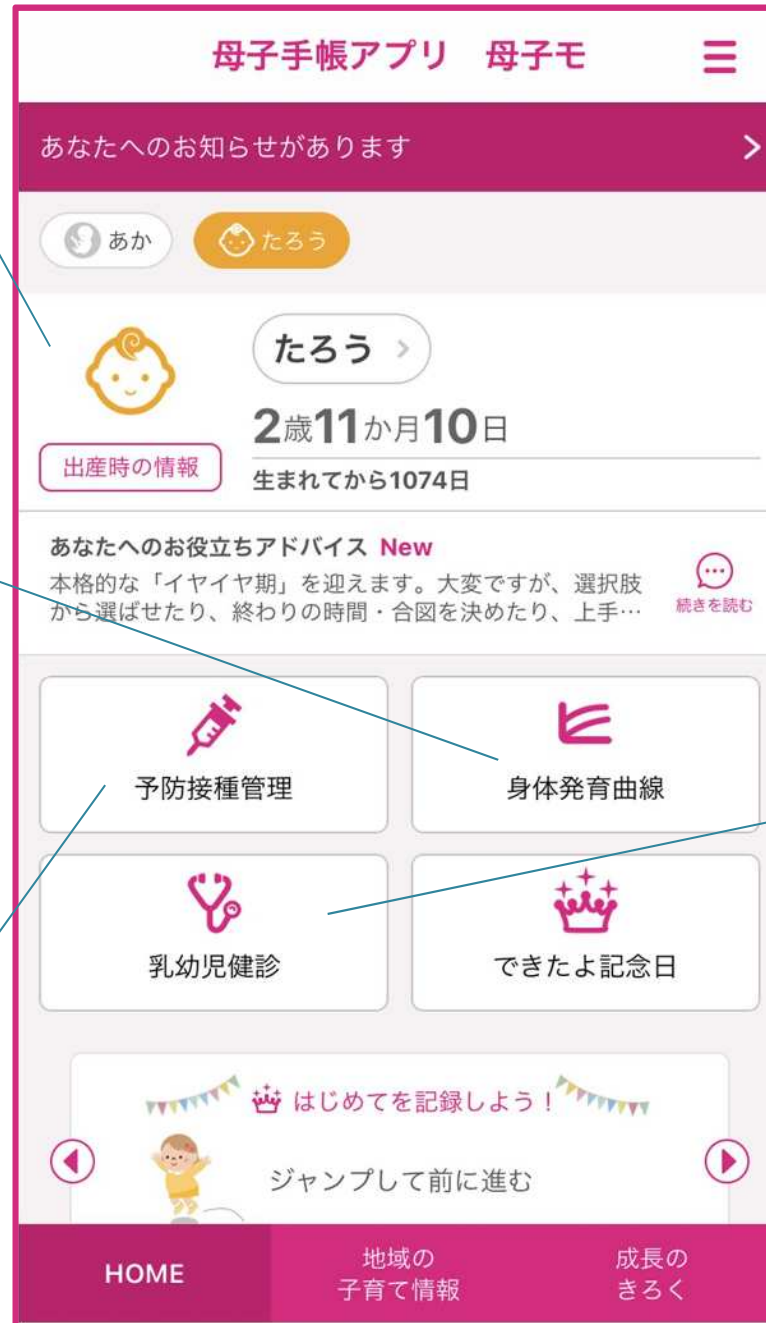 母子手帳アプリ 母子モ
あなたへのお知らせがあります
あか
たろう
たろう
2歳11か月10日
出産時の情報
生まれてから1074日
あなたへのお役立ちアドバイス New
本格的な「イヤイヤ期」を迎えます。大変ですが、選択肢
から選ばせたり、終わりの時間・合図を決めたり、上手…
続きを読む
予防接種管理
身体発育曲線
乳幼児健診
できたよ記念日
はじめてを記録しよう！
ジャンプして前に進む
HOME
地域の
子育て情報
成長の
きろく